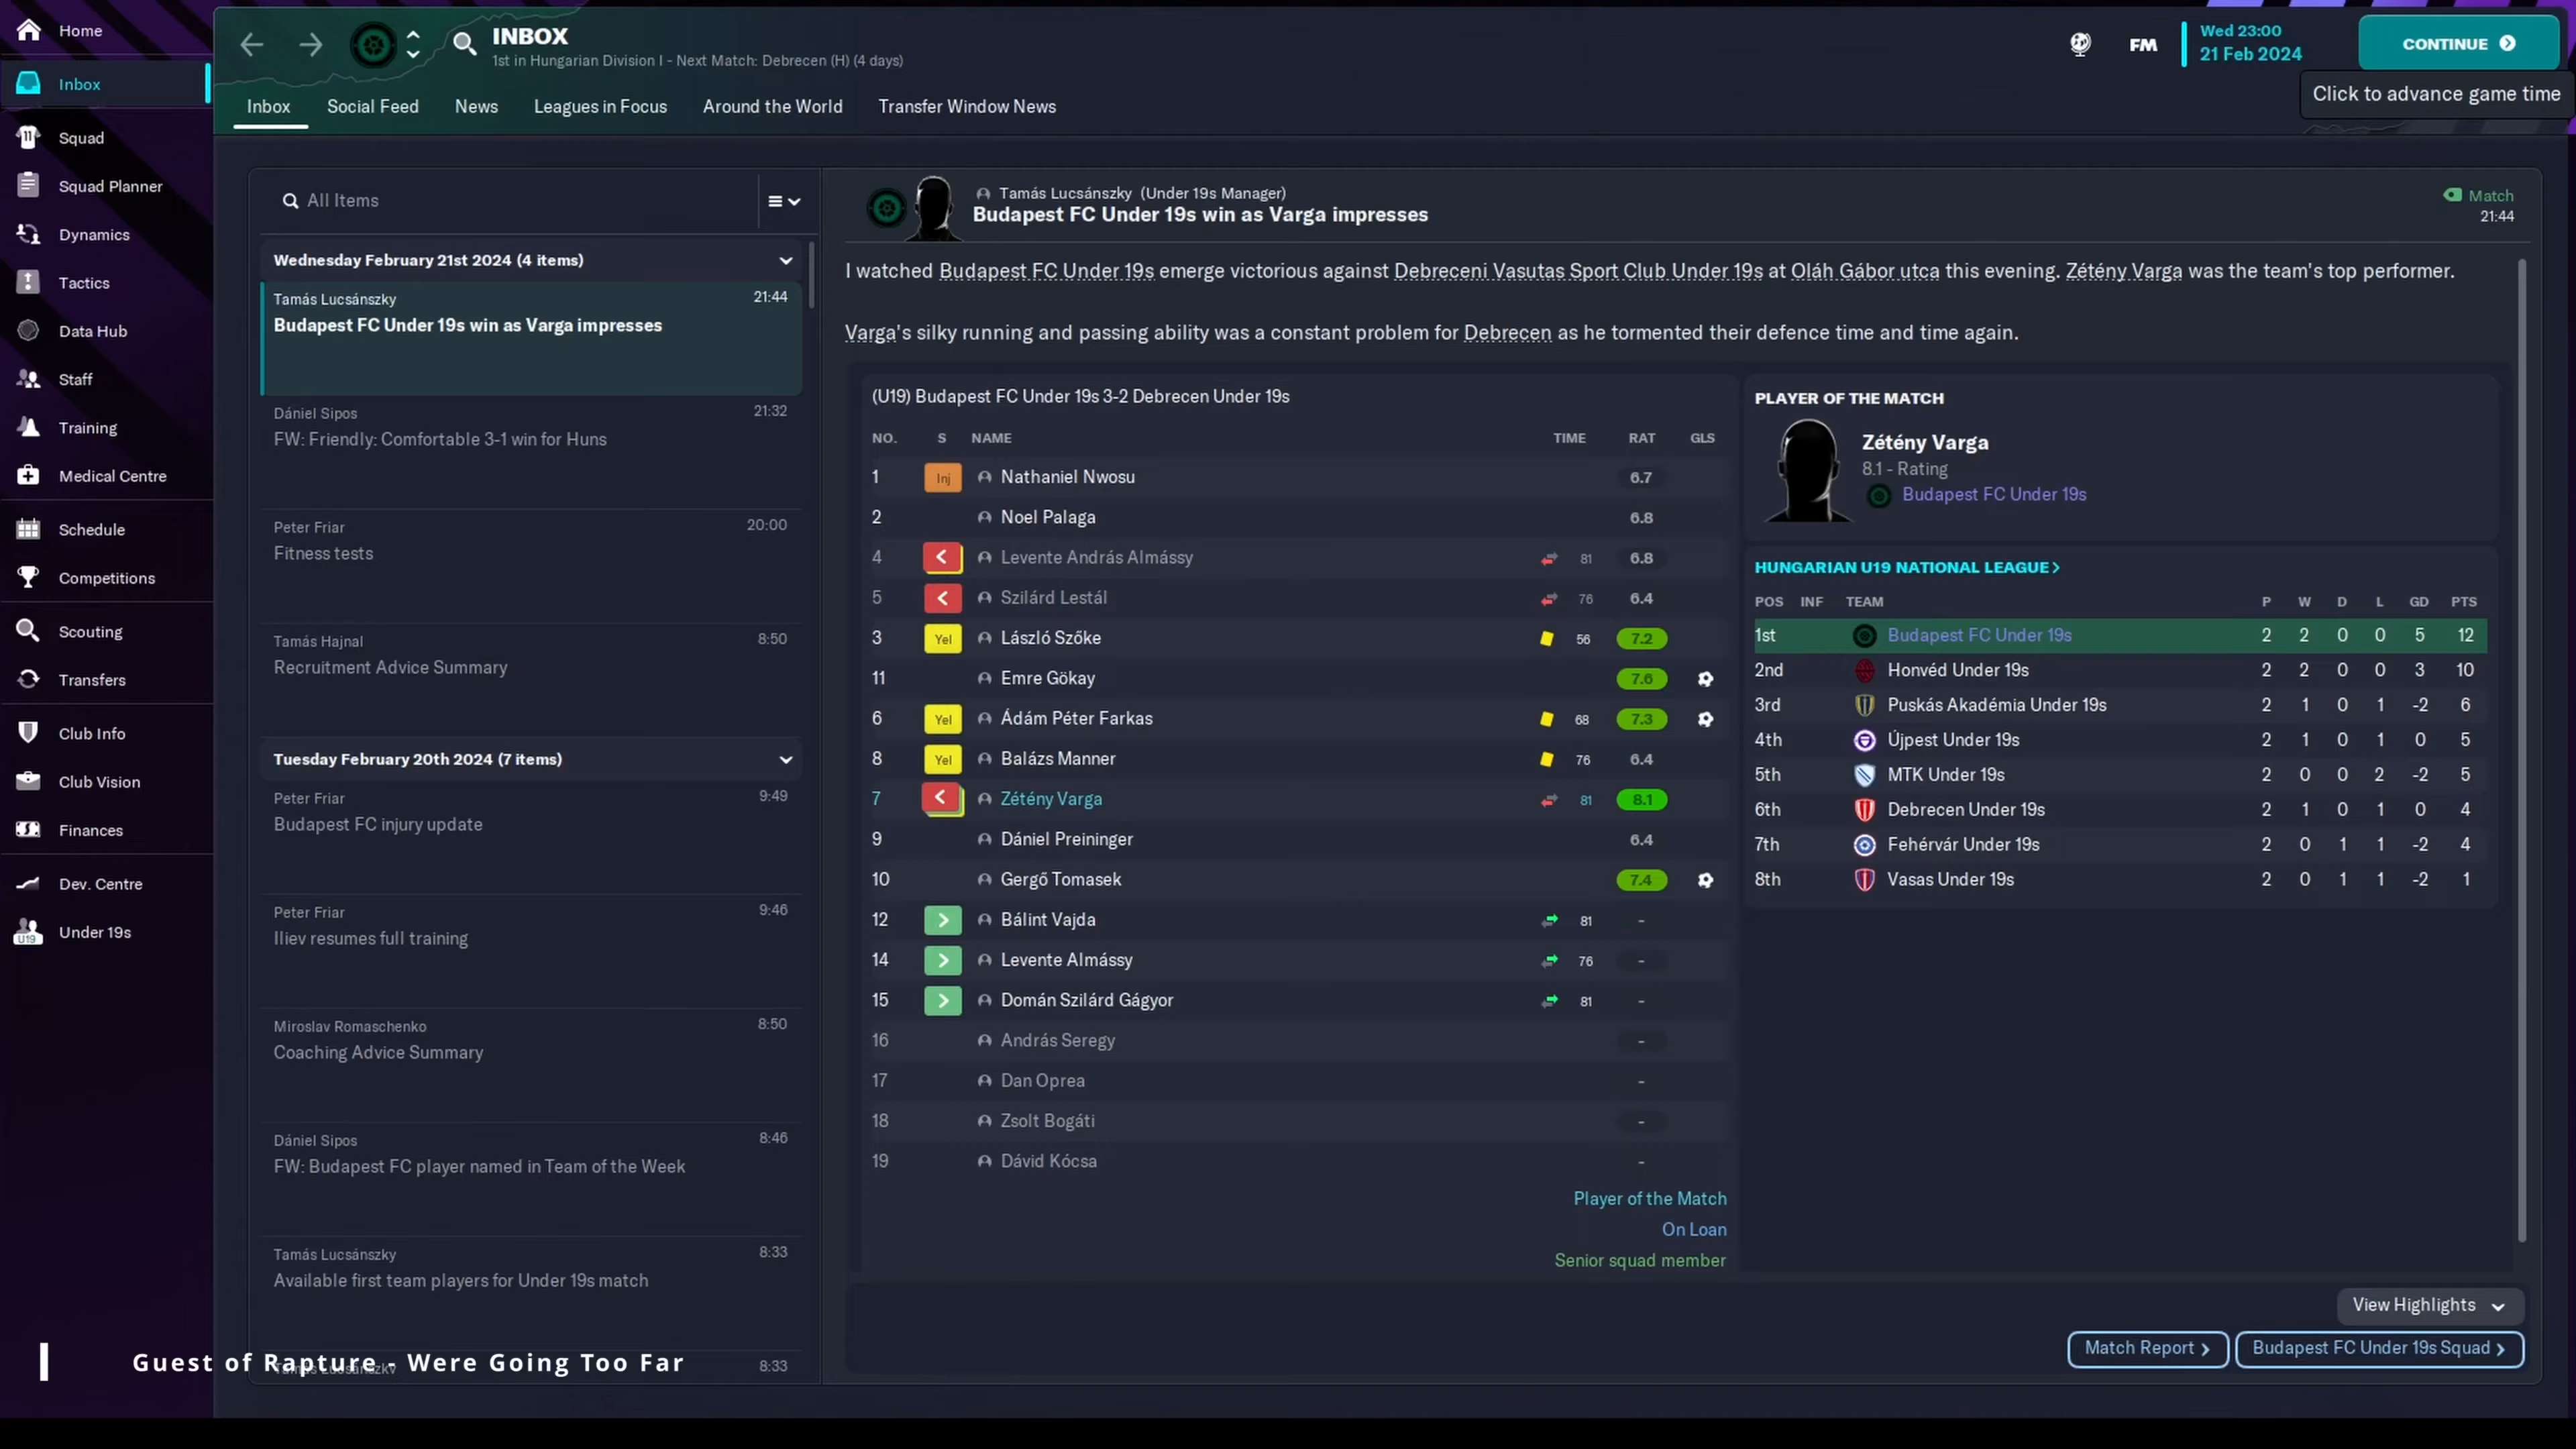 Home
Inbox
Squad
Squad Planner
Dynamics
Tactics
Data Hub
Staff
Training
Medical Centre
Schedule
Competitions
Scouting
Transfers
Club Info
Club Vision
Finances
Dev. Centre
U19
Under 19s
INBOX
1st in Hungarian Division I - Next Match: Debrecen (H) (4 days)
FM
Wed 23:00
21 Feb 2024
CONTINUE
Click to advance game time
Inbox Social Feed News Leagues in Focus Around the World Transfer Window News
All Items
Wednesday February 21st 2024 (4 items)
Tamás Lucsánszky 21:44
Budapest FC Under 19s win as Varga impresses
Dániel Sipos 21:32
FW: Friendly: Comfortable 3-1 win for Huns
Peter Friar 20:00
Fitness tests
Tamás Hajnal 8:50
Recruitment Advice Summary
Tuesday February 20th 2024 (7 items)
Peter Friar 9:49
Budapest FC injury update
Peter Friar 9:46
Iliev resumes full training
Miroslav Romaschenko 8:50
Coaching Advice Summary
Dániel Sipos 8:46
FW: Budapest FC player named in Team of the Week
Tamás Lucsánszky 8:33
Available first team players for Under 19s match
Tamás Lucsánszky 8:33
Guest of Rapture - Were Going Too Far
Tamás Lucsánszky (Under 19s Manager)
Budapest FC Under 19s win as Varga impresses
Match
21:44
I watched Budapest FC Under 19s emerge victorious against Debreceni Vasutas Sport Club Under 19s at Oláh Gábor utca this evening. Zétény Varga was the team's top performer.
Varga's silky running and passing ability was a constant problem for Debrecen as he tormented their defence time and time again.
(U19) Budapest FC Under 19s 3-2 Debrecen Under 19s
NO. S NAME TIME RAT GLS
1 Inj Nathaniel Nwosu 6.7
2 Noel Palaga 6.8
4 Levente András Almássy 81 6.8
5 Szilárd Lestál 76 6.4
3 Yel László Szőke 56 7.2
11 Emre Gökay 7.6
6 Yel Ádám Péter Farkas 68 7.3
8 Yel Balázs Manner 76 6.4
7 Zétény Varga 81 8.1
9 Dániel Preininger 6.4
10 Gergő Tomasek 7.4
12 Bálint Vajda 81 -
14 Levente Almássy 76 -
15 Domán Szilárd Gágyor 81 -
16 András Seregy -
17 Dan Oprea -
18 Zsolt Bogáti -
19 Dávid Kócsa -
Player of the Match
On Loan
Senior squad member
PLAYER OF THE MATCH
Zétény Varga
8.1 - Rating
Budapest FC Under 19s
HUNGARIAN U19 NATIONAL LEAGUE
POS INF TEAM P W D L GD PTS
1st Budapest FC Under 19s 2 2 0 0 5 12
2nd Honvéd Under 19s 2 2 0 0 3 10
3rd Puskás Akadémia Under 19s 2 1 0 1 -2 6
4th Újpest Under 19s 2 1 0 1 0 5
5th MTK Under 19s 2 0 0 2 -2 5
6th Debrecen Under 19s 2 1 0 1 0 4
7th Fehérvár Under 19s 2 0 1 1 -2 4
8th Vasas Under 19s 2 0 1 1 -2 1
View Highlights
Match Report
Budapest FC Under 19s Squad